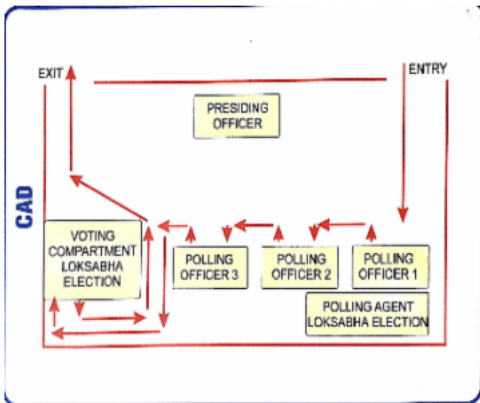 EXIT
ENTRY
PRESIDING
OFFICER
CAD
VOTING
COMPARTMENT
LOKSABHA
ELECTION
POLLING
OFFICER 3
POLLING
OFFICER 2
POLLING
OFFICER 1
POLLING AGENT
LOKSABHA ELECTION